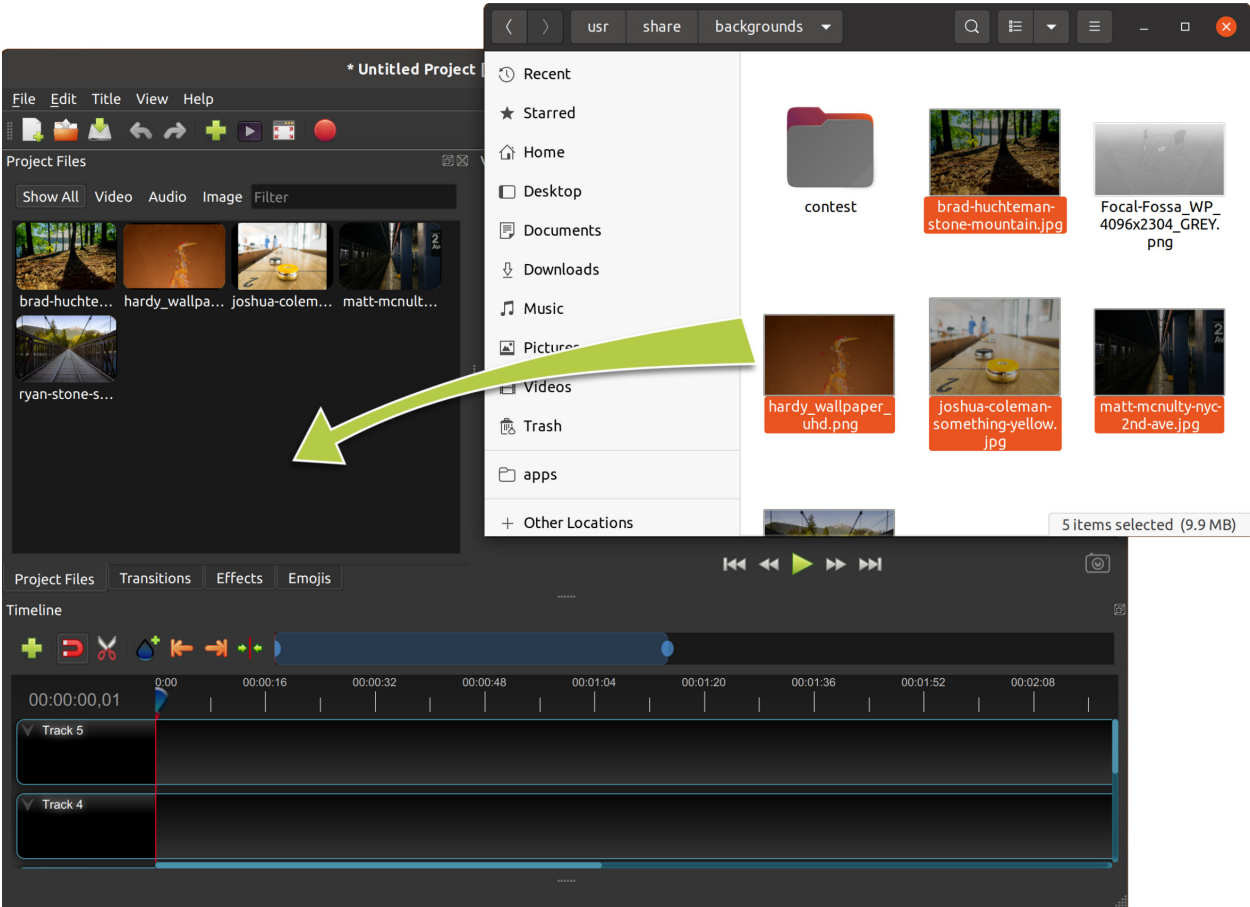 usr share backgrounds
* Untitled Project [
File Edit Title View Help
Project Files
Show All Video Audio Image Filter
brad-huchte... hardy_wallpa... joshua-colem... matt-mcnult...
ryan-stone-s...
Recent
Starred
Home
Desktop
Documents
Downloads
Music
Pictures
Videos
Trash
apps
Other Locations
contest
brad-huchteman-
stone-mountain.jpg
Focal-Fossa_WP_
4096x2304_GREY.
png
hardy_wallpaper_
uhd.png
joshua-coleman-
something-yellow.
jpg
matt-mcnulty-nyc-
2nd-ave.jpg
5 items selected (9.9 MB)
Project Files Transitions Effects Emojis
Timeline
0:00 00:00:16 00:00:32 00:00:48 00:01:04 00:01:20 00:01:36 00:01:52 00:02:08
00:00:00,01
Track 5
Track 4